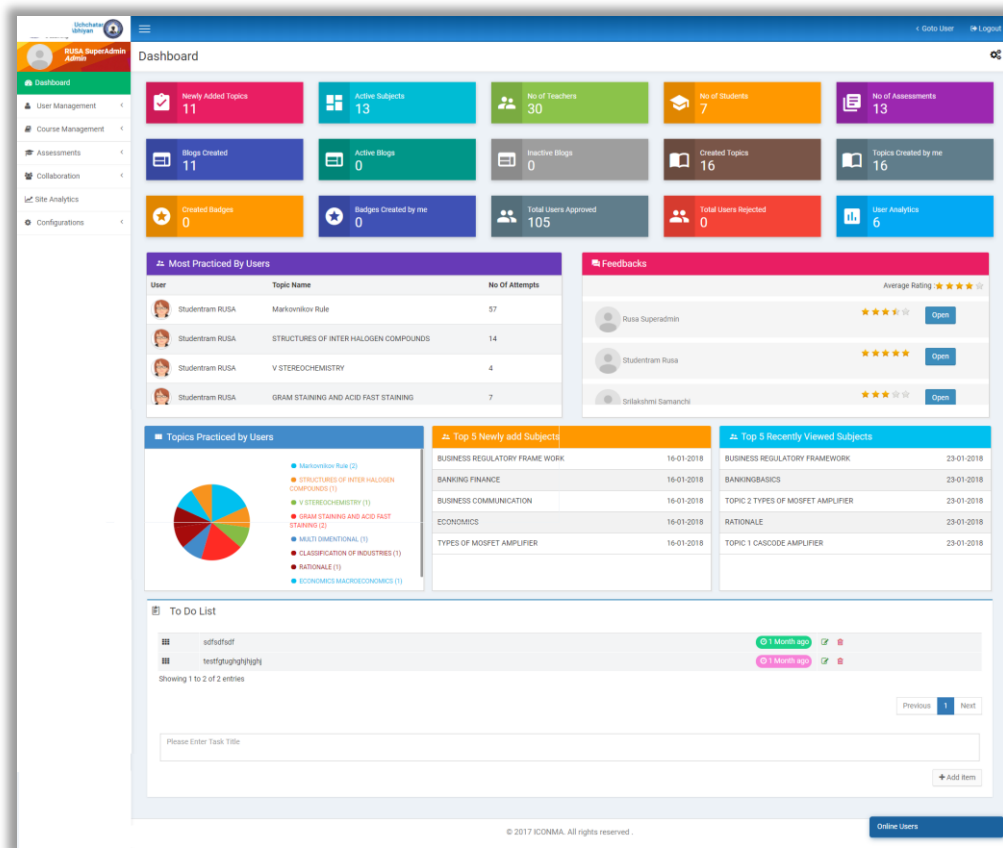 Uchchatar
Abhiyan
Goto User
Logout
RUSA SuperAdmin
Admin
Dashboard
Dashboard
User Management
Course Management
Assessments
Collaboration
Site Analytics
Configurations
Newly Added Topics
11
Active Subjects
13
No of Teachers
30
No of Students
7
No of Assessments
13
Blogs Created
11
Active Blogs
0
Inactive Blogs
0
Created Topics
16
Topics Created by me
16
Created Badges
0
Badges Created by me
0
Total Users Approved
105
Total Users Rejected
0
User Analytics
6
Most Practiced By Users
User Topic Name No Of Attempts
Studentram RUSA Markovnikov Rule 57
Studentram RUSA STRUCTURES OF INTER HALOGEN COMPOUNDS 14
Studentram RUSA V STEREOCHEMISTRY 4
Studentram RUSA GRAM STAINING AND ACID FAST STAINING 7
Feedbacks
Average Rating :
Rusa Superadmin Open
Studentram Rusa Open
Srilakshmi Samanchi Open
Topics Practiced by Users
Markovnikov Rule (2)
STRUCTURES OF INTER HALOGEN
COMPOUNDS (1)
V STEREOCHEMISTRY (1)
GRAM STAINING AND ACID FAST
STAINING (2)
MULTI DIMENTIONAL (1)
CLASSIFICATION OF INDUSTRIES (1)
RATIONALE (1)
ECONOMICS MACROECONOMICS (1)
Top 5 Newly add Subjects
BUSINESS REGULATORY FRAME WORK 16-01-2018
BANKING FINANCE 16-01-2018
BUSINESS COMMUNICATION 16-01-2018
ECONOMICS 16-01-2018
TYPES OF MOSFET AMPLIFIER 16-01-2018
Top 5 Recently Viewed Subjects
BUSINESS REGULATORY FRAMEWORK 23-01-2018
BANKINGBASICS 23-01-2018
TOPIC 2 TYPES OF MOSFET AMPLIFIER 23-01-2018
RATIONALE 23-01-2018
TOPIC 1 CASCODE AMPLIFIER 23-01-2018
To Do List
sdfsdfsdf 1 Month ago
testfgtughghjhjghj 1 Month ago
Showing 1 to 2 of 2 entries
Previous 1 Next
Please Enter Task Title
+ Add item
Online Users
© 2017 ICONMA. All rights reserved .